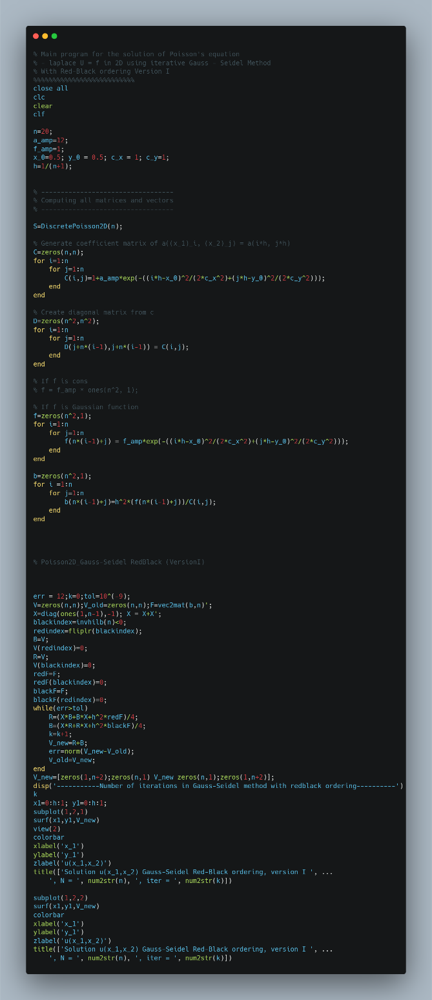 % Main program for the solution of Poisson's equation
% - laplace U = f in 2D using iterative Gauss - Seidel Method
% With Red-Black ordering Version I
%%%%%%%%%%%%%%%%%%%%%%%%%%
close all
clc
clear
clf
n=20;
a_amp=12;
f_amp=1;
x_0=0.5; y_0 = 0.5; c_x = 1; c_y=1;
h=1/(n+1);
% ----------------------------------
% Computing all matrices and vectors
% ----------------------------------
S=DiscretePoisson2D(n);
% Generate coefficient matrix of a((x_1)_i, (x_2)_j) = a(i*h, j*h)
C=zeros(n,n);
for i=1:n
    for j=1:n
        C(i,j)=1+a_amp*exp(-((i*h-x_0)^2/(2*c_x^2)+(j*h-y_0)^2/(2*c_y^2)));
    end
end
% Create diagonal matrix from c
D=zeros(n^2,n^2);
for i=1:n
    for j=1:n
        D(j+n*(i-1),j+n*(i-1)) = C(i,j);
    end
end
% If f is cons
% f = f_amp * ones(n^2, 1);
% If f is Gaussian function
f=zeros(n^2,1);
for i=1:n
    for j=1:n
        f(n*(i-1)+j) = f_amp*exp(-((i*h-x_0)^2/(2*c_x^2)+(j*h-y_0)^2/(2*c_y^2)));
    end
end
b=zeros(n^2,1);
for i =1:n
    for j=1:n
        b(n*(i-1)+j)=h^2*(f(n*(i-1)+j))/C(i,j);
    end
end
% Poisson2D_Gauss-Seidel RedBlack (VersionI)
err = 12;k=0;tol=10^(-9);
V=zeros(n,n);V_old=zeros(n,n);F=vec2mat(b,n)';
X=diag(ones(1,n-1),-1); X = X+X';
blackindex=invhilb(n)<0;
redindex=fliplr(blackindex);
B=V;
V(redindex)=0;
R=V;
V(blackindex)=0;
redF=F;
redF(blackindex)=0;
blackF=F;
blackF(redindex)=0;
while(err>tol)
    R=(X*B+B*X+h^2*redF)/4;
    B=(X*R+R*X+h^2*blackF)/4;
    k=k+1;
    V_new=R+B;
    err=norm(V_new-V_old);
    V_old=V_new;
end
V_new=[zeros(1,n+2);zeros(n,1) V_new zeros(n,1);zeros(1,n+2)];
disp('-----------Number of iterations in Gauss-Seidel method with redblack ordering----------')
k
x1=0:h:1; y1=0:h:1;
subplot(1,2,1)
surf(x1,y1,V_new)
view(2)
colorbar
xlabel('x_1')
ylabel('y_1')
zlabel('u(x_1,x_2)')
title(['Solution u(x_1,x_2) Gauss-Seidel Red-Black ordering, version I ', ...
    ', N = ', num2str(n), ', iter = ', num2str(k)])
subplot(1,2,2)
surf(x1,y1,V_new)
colorbar
xlabel('x_1')
ylabel('y_1')
zlabel('u(x_1,x_2)')
title(['Solution u(x_1,x_2) Gauss-Seidel Red-Black ordering, version I ', ...
    ', N = ', num2str(n), ', iter = ', num2str(k)])